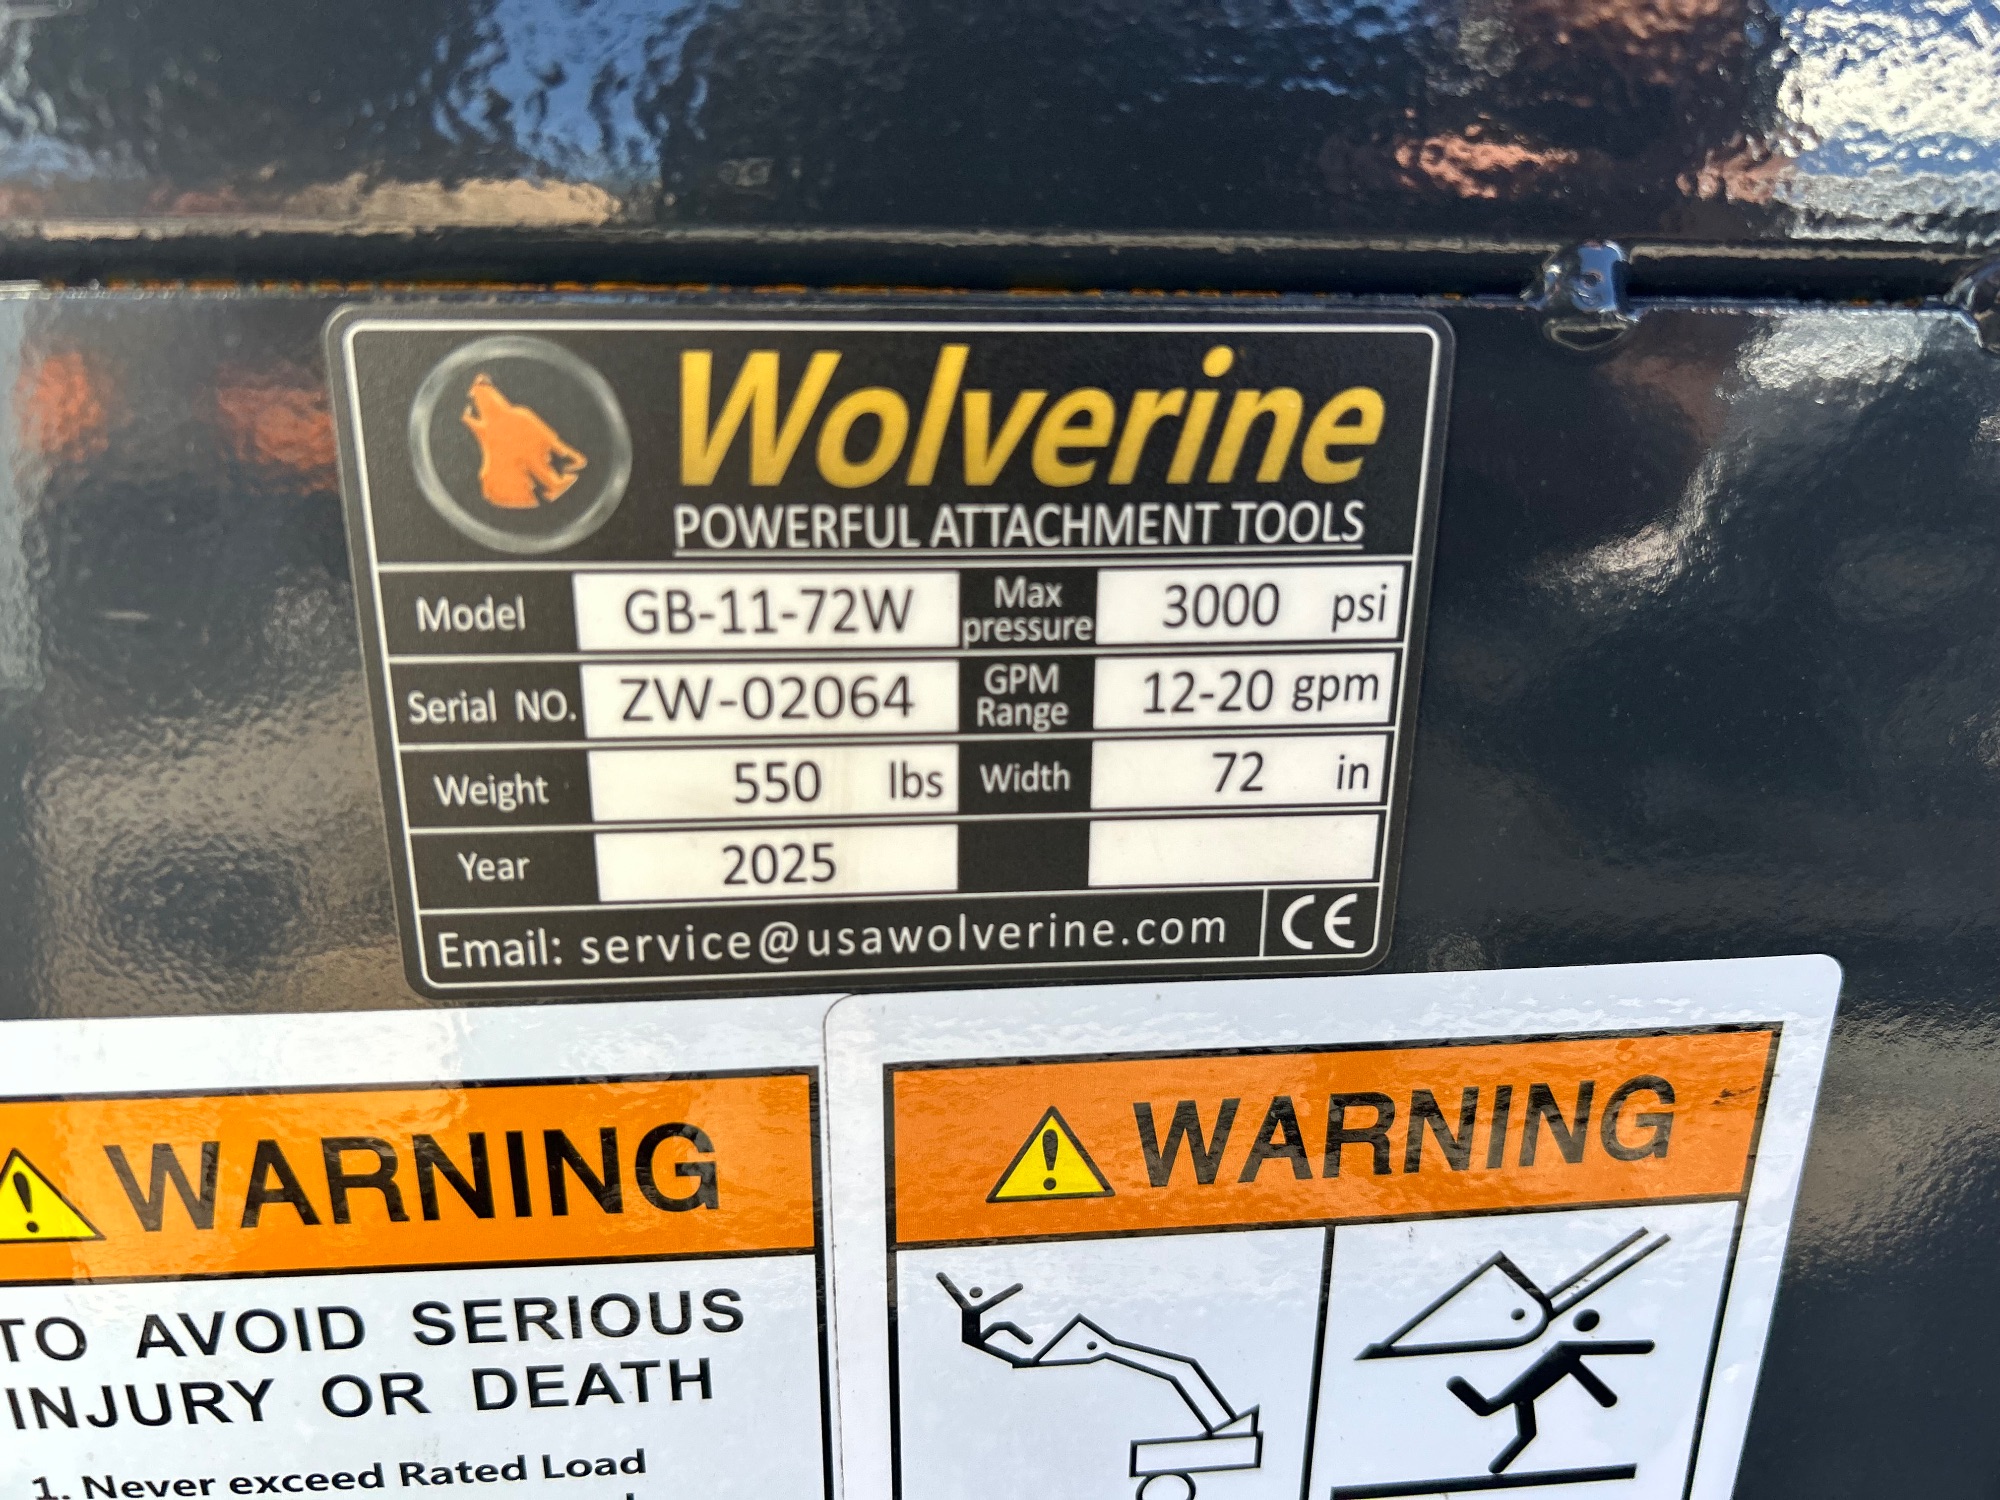 Wolverine
POWERFUL ATTACHMENT TOOLS
Model GB-11-72W Max pressure 3000 psi
Serial NO. ZW-02064 GPM Range 12-20 gpm
Weight 550 lbs Width 72 in
Year 2025
Email: service@usawolverine.com CE
WARNING
TO AVOID SERIOUS
INJURY OR DEATH
1. Never exceed Rated Load
WARNING